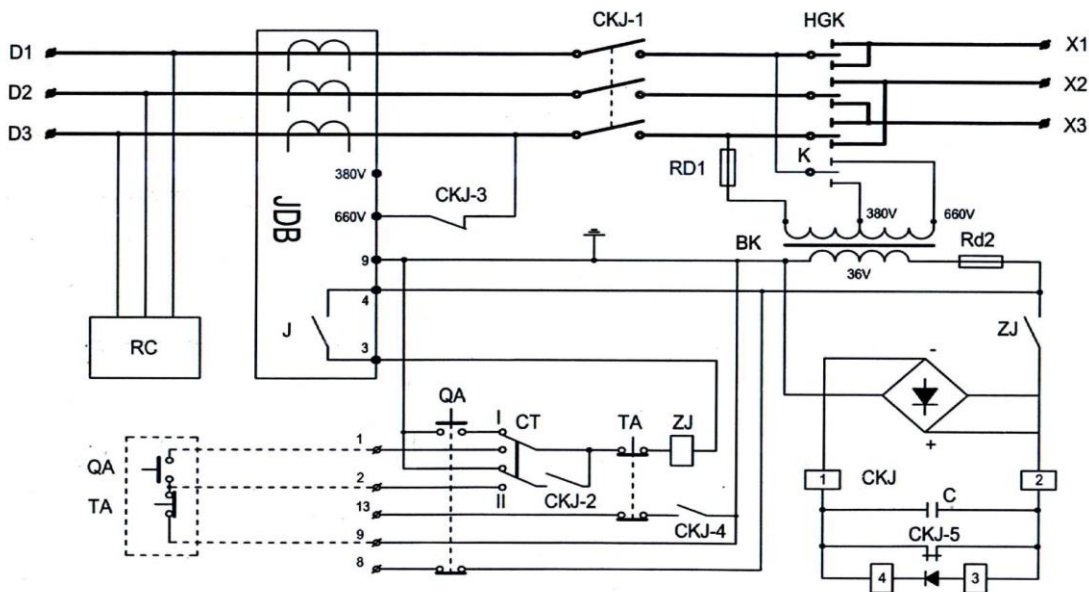 CKJ-1 HGK
D1 X1
D2 X2
D3 X3
K
RD1
380V
CKJ-3
JDB
660V
380V 660V
BK Rd2
9
36V
4
J ZJ
RC
3
-
QA
I CT TA ZJ
+
1
QA
1 CKJ 2
2
TA II CKJ-2
C
13
CKJ-4
9 CKJ-5
8
4 3